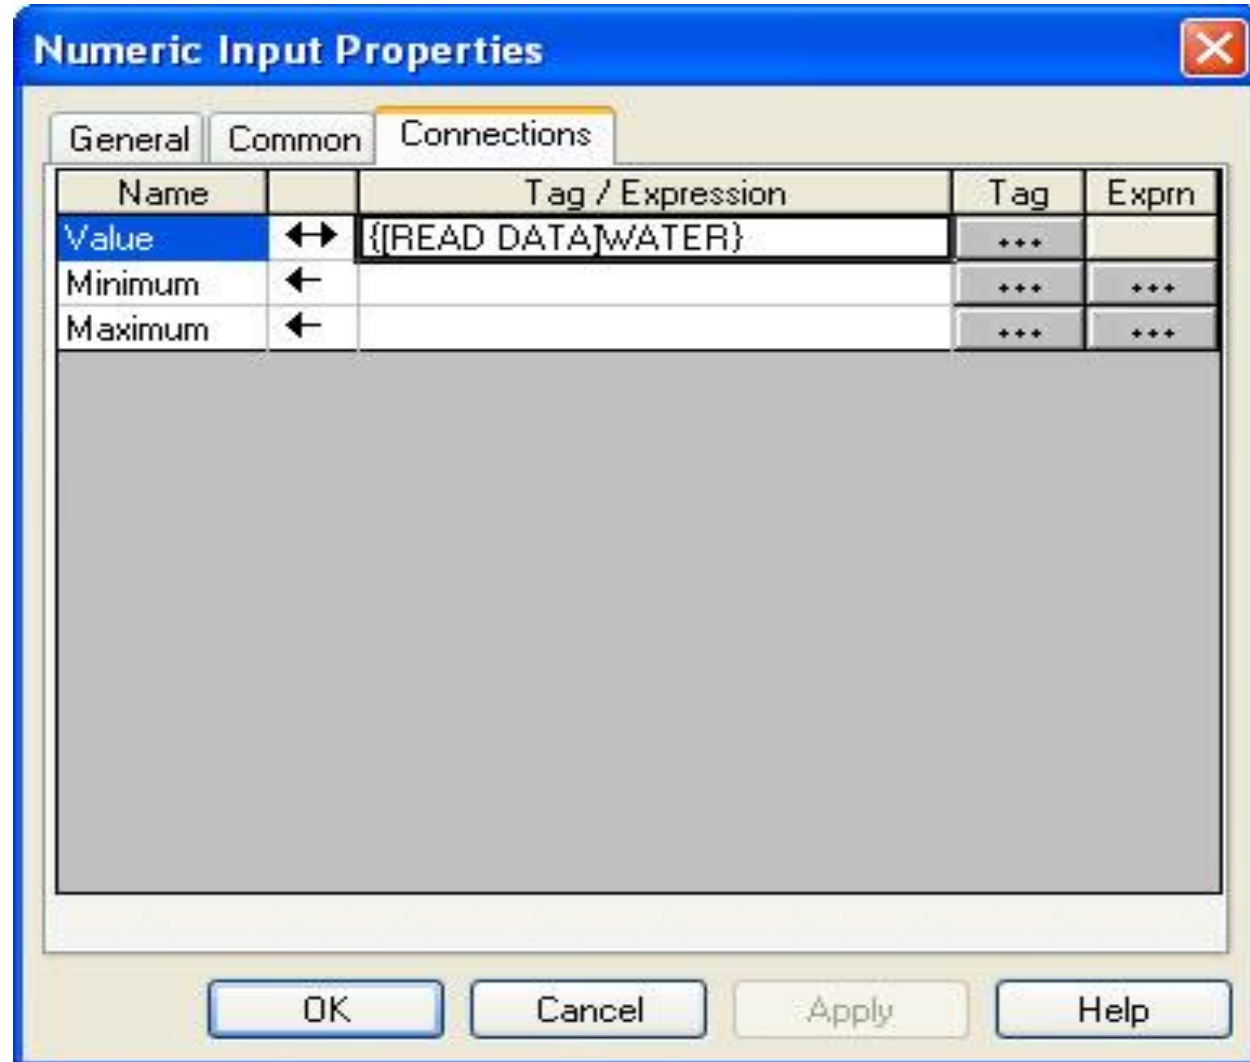 Numeric Input Properties
General Common Connections
Name Tag / Expression Tag Exprn
Value {[READ DATA]WATER} ...
Minimum ... ...
Maximum ... ...
OK Cancel Apply Help